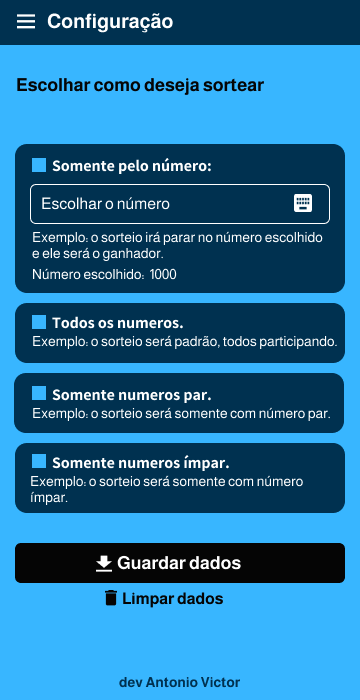 Configuração
Escolhar como deseja sortear
Somente pelo número:
Escolhar o número
Exemplo: o sorteio irá parar no número escolhido
e ele será o ganhador.
Número escolhido: 1000
Todos os numeros.
Exemplo: o sorteio será padrão, todos participando.
Somente numeros par.
Exemplo: o sorteio será somente com número par.
Somente numeros ímpar.
Exemplo: o sorteio será somente com número
ímpar.
Guardar dados
Limpar dados
dev Antonio Victor